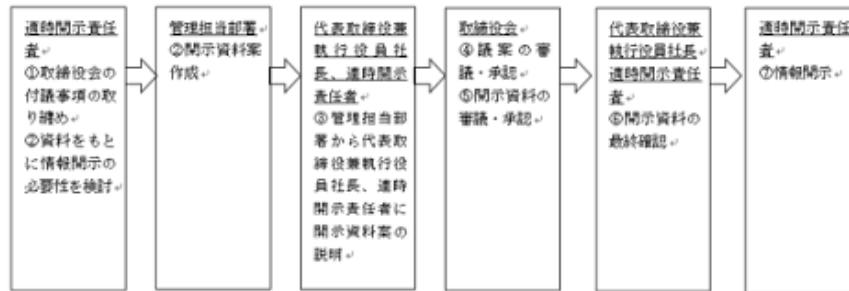 適時開示責任
者
①取締役会の
付議事項の取
り纏め
②資料をもと
に情報開示の
必要性を検討
管理担当部署
②開示資料案
作成
代表取締役兼
執行役員社
長、適時開示
責任者
③管理担当部
署から代表取
締役兼執行役
員社長、適時
開示責任者に
開示資料案の
説明
取締役会
④議案の審
議・承認
⑤開示資料の
審議・承認
代表取締役兼
執行役員社長
適時開示責任
者
⑥開示資料の
最終確認
適時開示責任
者
⑦情報開示